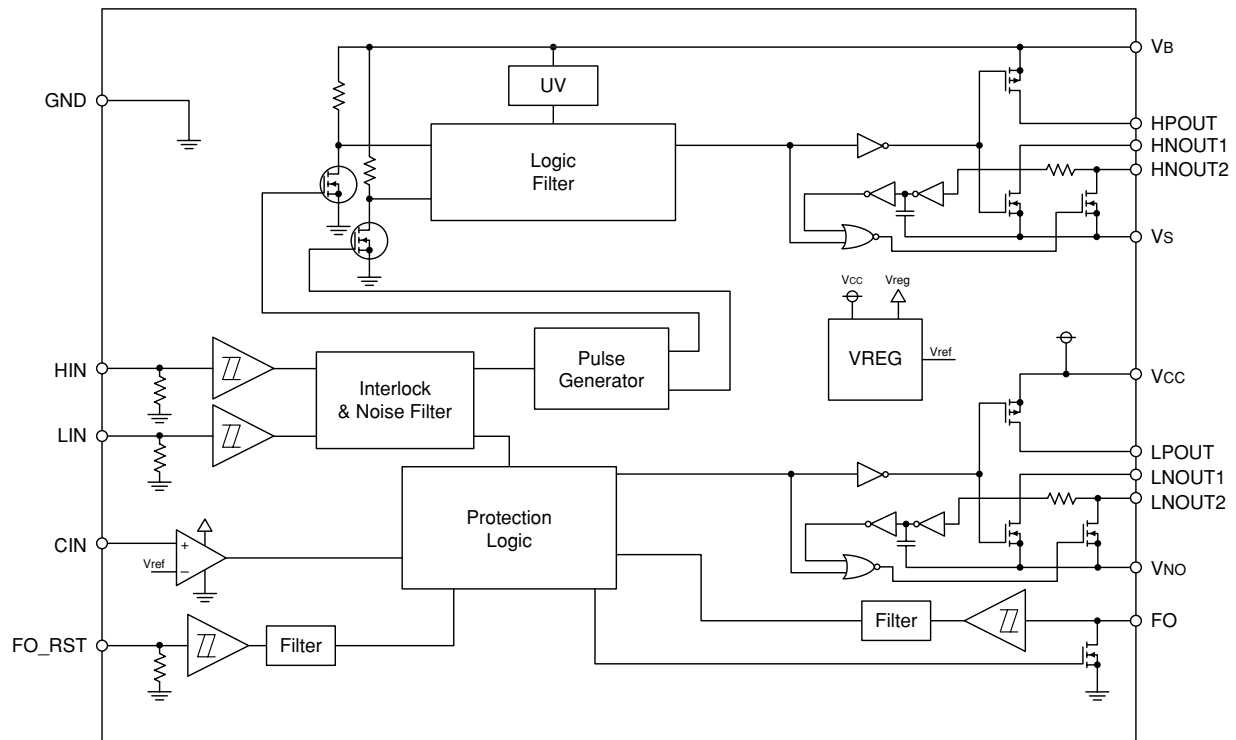 VB
UV
GND
HPOUT
HNOUT1
Logic
Filter
HNOUT2
VS
VCC
Vreg
VREG
Vref
HIN
Interlock
& Noise Filter
Pulse
Generator
VCC
LIN
LPOUT
LNOUT1
LNOUT2
Protection
Logic
CIN
+
Vref
−
VNO
FO
Filter
FO_RST
Filter